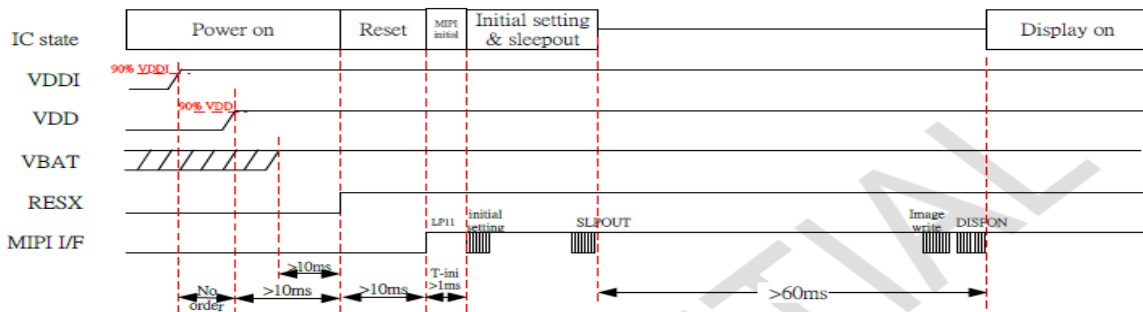 IC state
Power on
Reset
MIPI
initial
Initial setting
& sleepout
Display on
VDDI
90% VDDI
VDD
90% VDD
VBAT
RESX
MIPI I/F
LP11
initial
setting
SLPOUT
Image
write
DISPON
No
order
>10ms
>10ms
>10ms
T-ini
>1ms
>60ms
TIAL